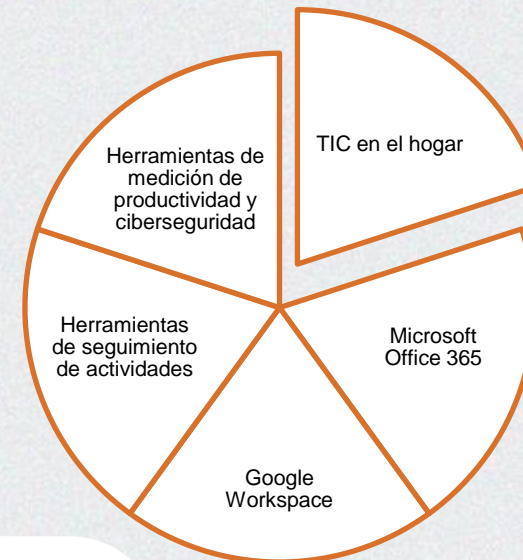 TIC en el hogar
Herramientas de
medición de
productividad y
ciberseguridad
Herramientas
de seguimiento
de actividades
Microsoft
Office 365
Google
Workspace